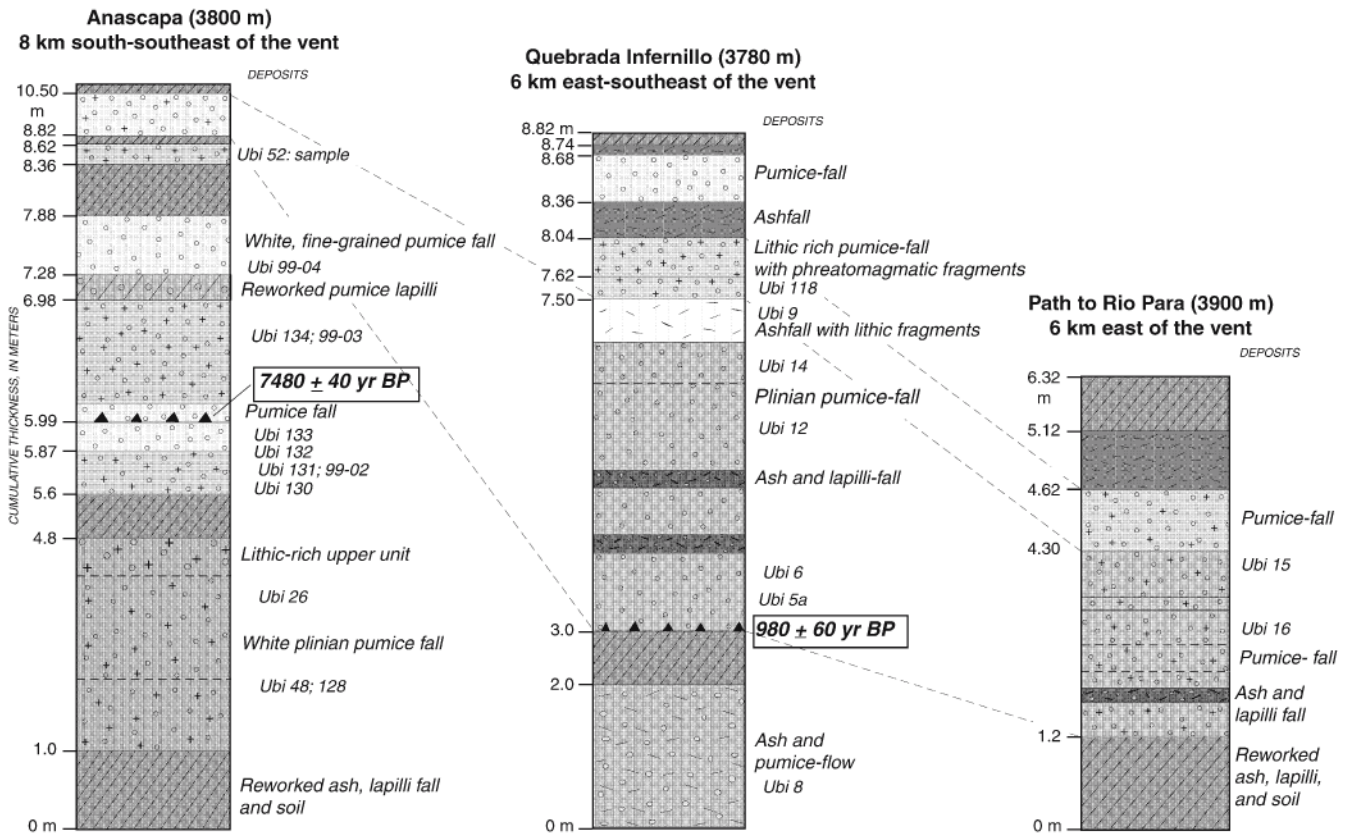 Anascapa (3800 m)
8 km south-southeast of the vent
DEPOSITS
10.50
m
8.82
8.62
8.36
7.88
7.28
6.98
5.99
5.87
5.6
4.8
1.0
0 m
CUMULATIVE THICKNESS, IN METERS
Ubi 52: sample
White, fine-grained pumice fall
Ubi 99-04
Reworked pumice lapilli
Ubi 134; 99-03
7480 ± 40 yr BP
Pumice fall
Ubi 133
Ubi 132
Ubi 131; 99-02
Ubi 130
Lithic-rich upper unit
Ubi 26
White plinian pumice fall
Ubi 48; 128
Reworked ash, lapilli fall
and soil
Quebrada Infernillo (3780 m)
6 km east-southeast of the vent
DEPOSITS
8.82 m
8.74
8.68
8.36
8.04
7.62
7.50
3.0
2.0
0 m
Pumice-fall
Ashfall
Lithic rich pumice-fall
with phreatomagmatic fragments
Ubi 118
Ubi 9
Ashfall with lithic fragments
Ubi 14
Plinian pumice-fall
Ubi 12
Ash and lapilli-fall
Ubi 6
Ubi 5a
980 ± 60 yr BP
Ash and
pumice-flow
Ubi 8
Path to Rio Para (3900 m)
6 km east of the vent
DEPOSITS
6.32
m
5.12
4.62
4.30
1.2
0 m
Pumice-fall
Ubi 15
Ubi 16
Pumice- fall
Ash and
lapilli fall
Reworked
ash, lapilli,
and soil